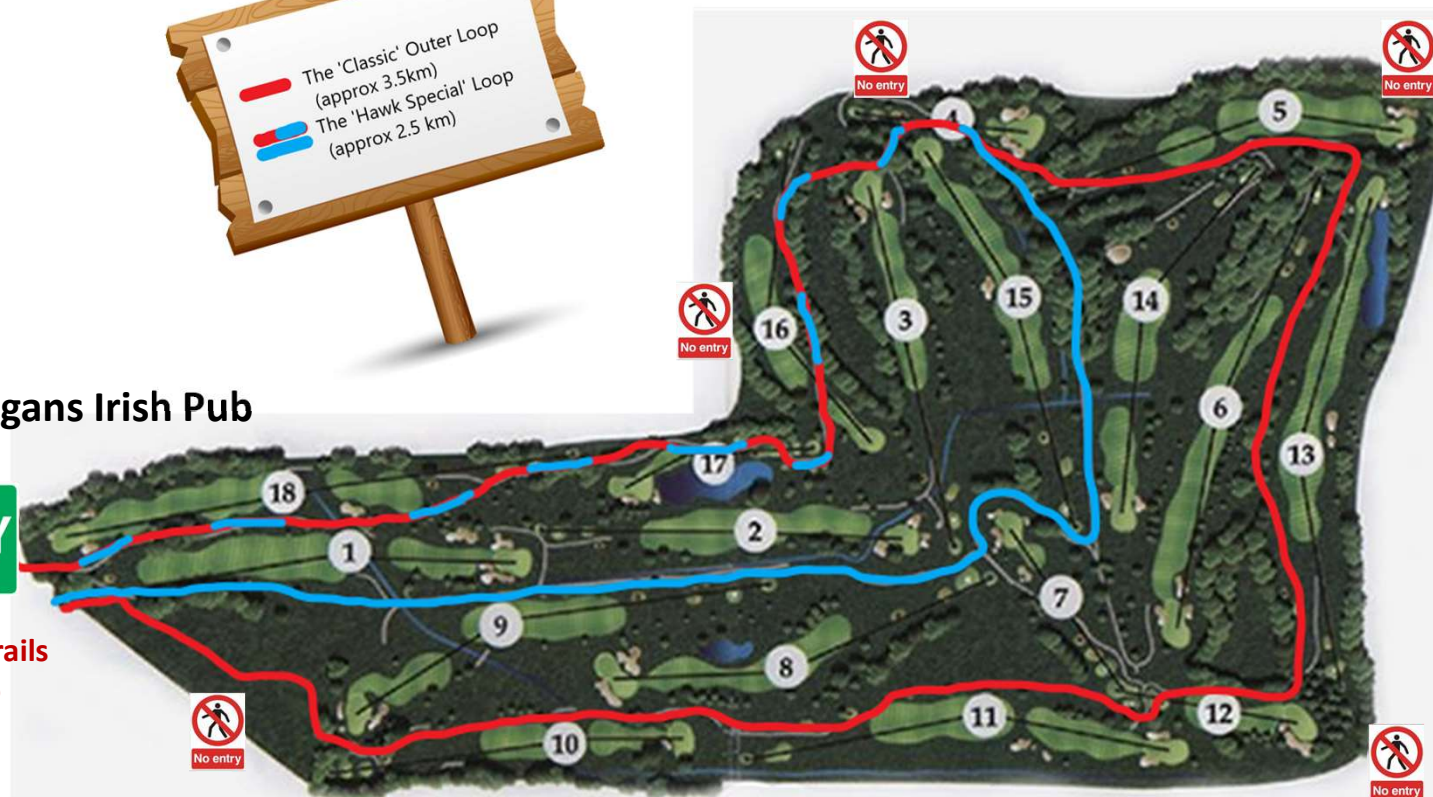 The 'Classic' Outer Loop
(approx 3.5km)
The 'Hawk Special' Loop
(approx 2.5 km)
No entry
No entry
4
5
No entry
16
3
15
14
6
gans Irish Pub
13
17
18
2
1
Y
7
9
rails
8
No entry
11
12
10
No entry